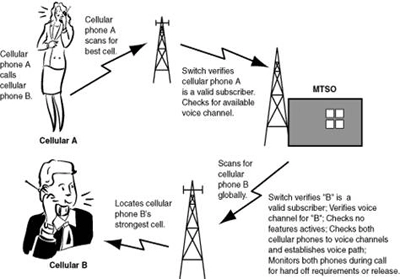 Cellular
phone A
calls
cellular
phone B.
Cellular
phone A
scans for
best cell.
Cellular A
Switch verifies
cellular phone A
is a valid subscriber.
Checks for available
voice channel.
MTSO
Scans for
cellular
phone B
globally.
Switch verifies "B" is a
valid subscriber; Verifies voice
channel for "B"; Checks no
features actives; Checks both
cellular phones to voice channels
and establishes voice path;
Monitors both phones during call
for hand off requirements or release.
Locates cellular
phone B's
strongest cell.
Cellular B